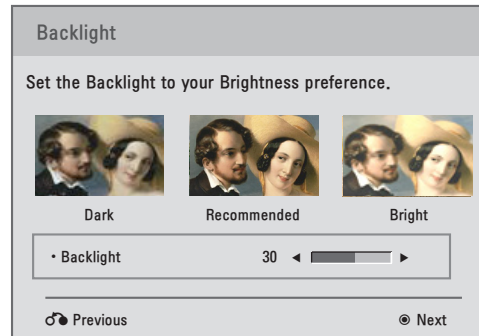 Backlight
Set the Backlight to your Brightness preference.
Dark Recommended Bright
• Backlight 30 ◄ ►
Previous ◉ Next